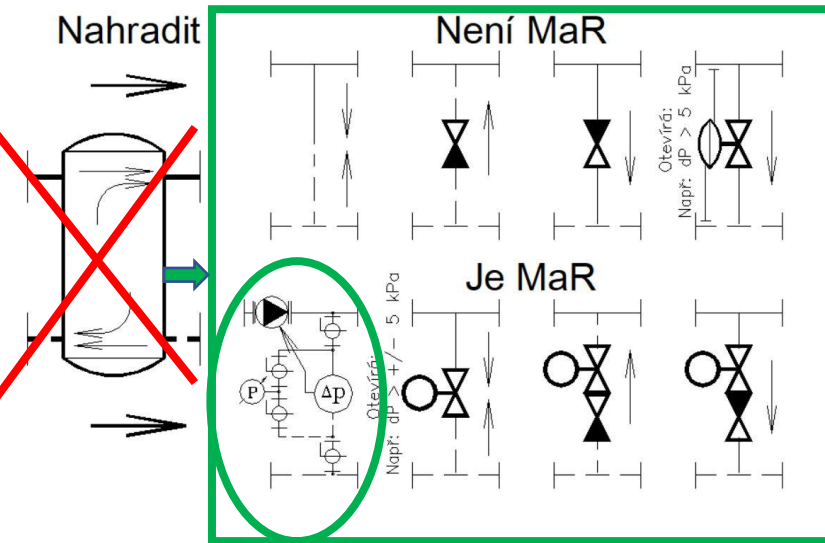 Nahradit
Není MaR
Otevírá:
Např: dP > 5 kPa
Je MaR
P
Δp
Otevírá:
Např: dP > +/- 5 kPa